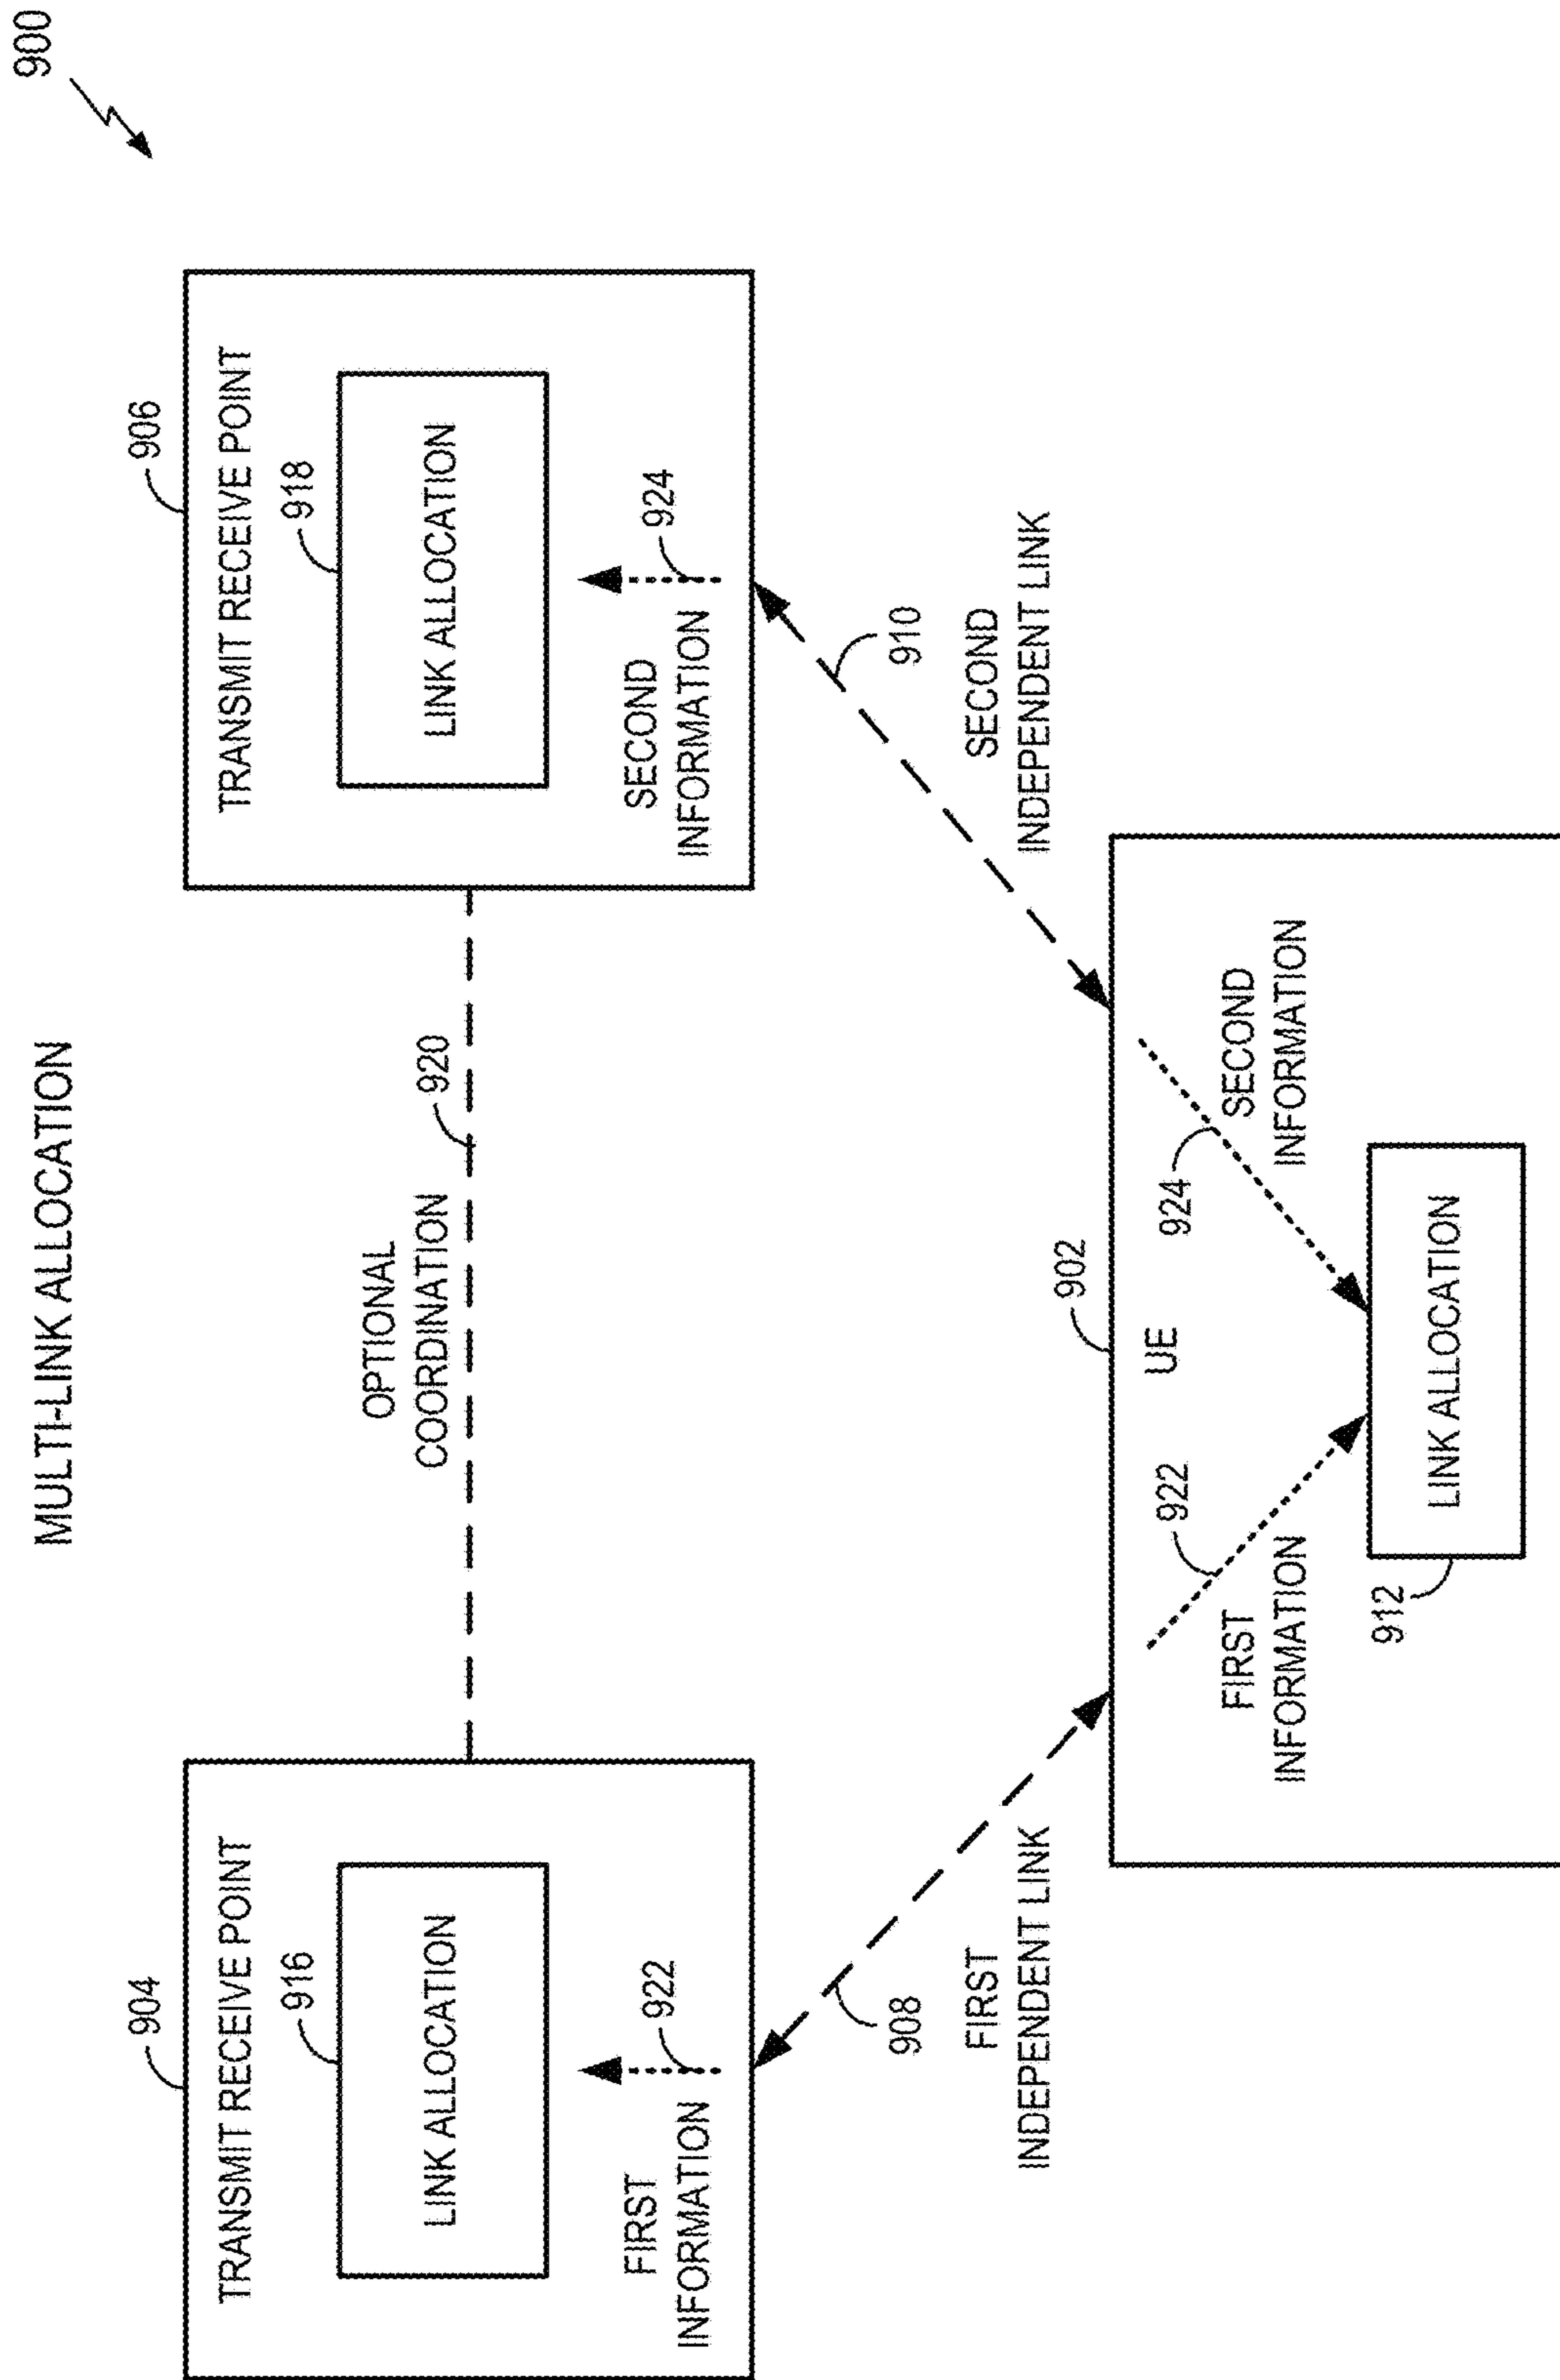 MULTI-LINK ALLOCATION
900
904
TRANSMIT RECEIVE POINT
916
LINK ALLOCATION
FIRST
INFORMATION
922
OPTIONAL
COORDINATION
920
906
TRANSMIT RECEIVE POINT
918
LINK ALLOCATION
SECOND
INFORMATION
924
908
FIRST
INDEPENDENT LINK
910
SECOND
INDEPENDENT LINK
902
UE
922
FIRST
INFORMATION
924
SECOND
INFORMATION
912
LINK ALLOCATION